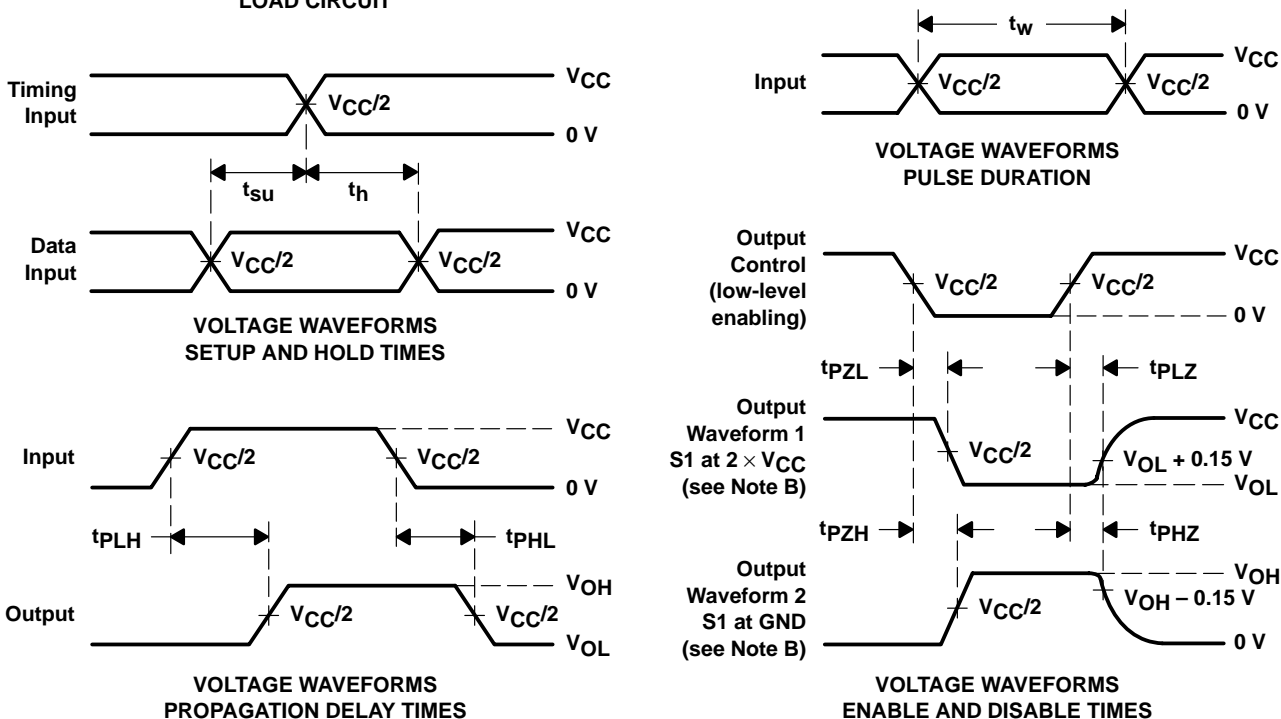 LOAD CIRCUIT
Timing
Input
VCC/2
VCC
0 V
tsu
th
Data
Input
VCC/2
VCC/2
VCC
0 V
VOLTAGE WAVEFORMS
SETUP AND HOLD TIMES
Input
VCC/2
VCC/2
VCC
0 V
tPLH
tPHL
Output
VCC/2
VCC/2
VOH
VOL
VOLTAGE WAVEFORMS
PROPAGATION DELAY TIMES
tw
Input
VCC/2
VCC/2
VCC
0 V
VOLTAGE WAVEFORMS
PULSE DURATION
Output
Control
(low-level
enabling)
VCC/2
VCC/2
VCC
0 V
tPZL
tPLZ
Output
Waveform 1
S1 at 2 × VCC
(see Note B)
VCC/2
VCC
VOL + 0.15 V
VOL
tPZH
tPHZ
Output
Waveform 2
S1 at GND
(see Note B)
VCC/2
VOH
VOH – 0.15 V
0 V
VOLTAGE WAVEFORMS
ENABLE AND DISABLE TIMES